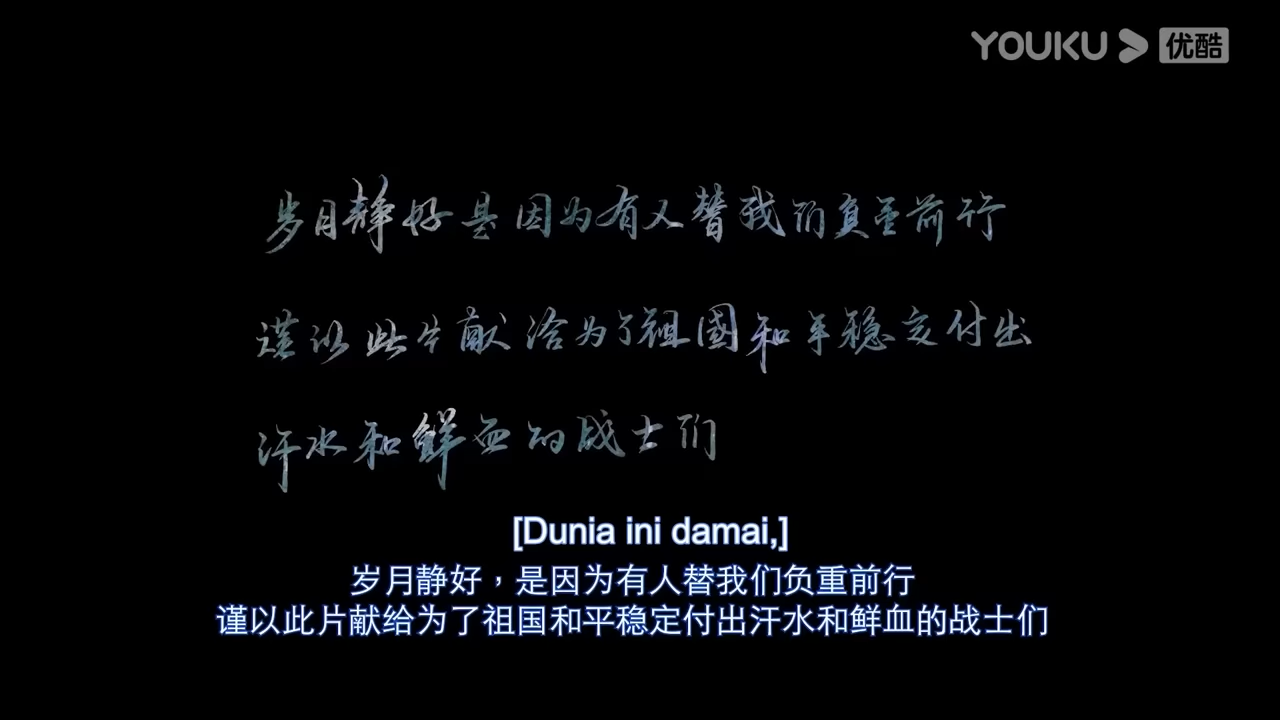 YOUKU 优酷
岁月静好是因为有人替我们负重前行
谨以此片献给为了祖國和平稳定付出
汗水和鲜血的战士们
[Dunia ini damai,]
岁月静好，是因为有人替我们负重前行
谨以此片献给为了祖国和平稳定付出汗水和鲜血的战士们